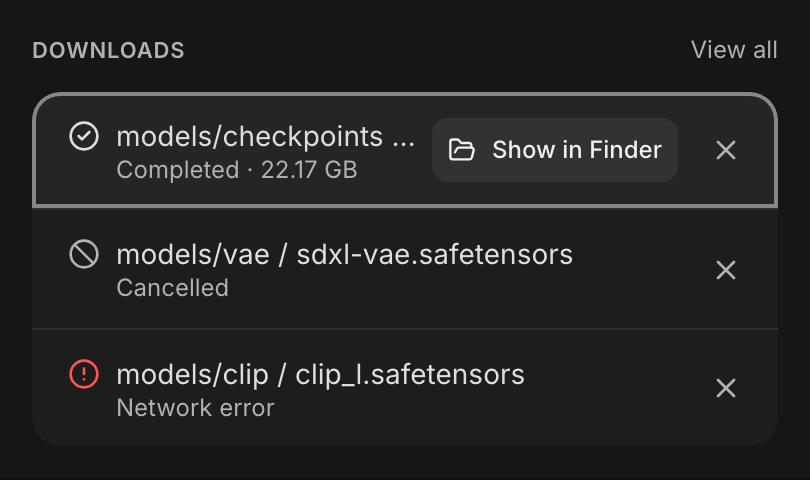 DOWNLOADS
View all
models/checkpoints ...
Completed · 22.17 GB
Show in Finder
models/vae / sdxl-vae.safetensors
Cancelled
models/clip / clip_l.safetensors
Network error